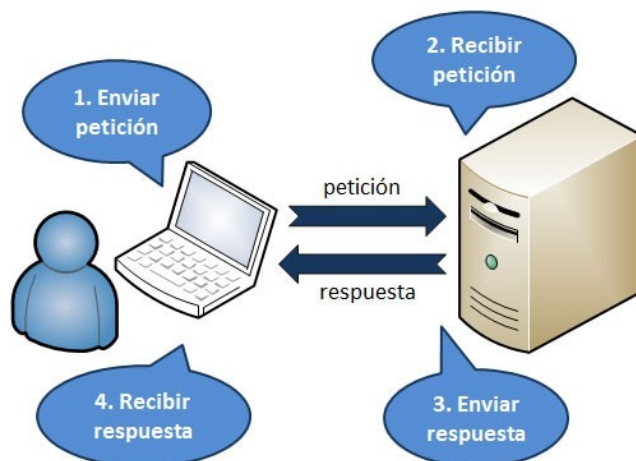 1. Enviar
petición
2. Recibir
petición
petición
respuesta
3. Enviar
respuesta
4. Recibir
respuesta